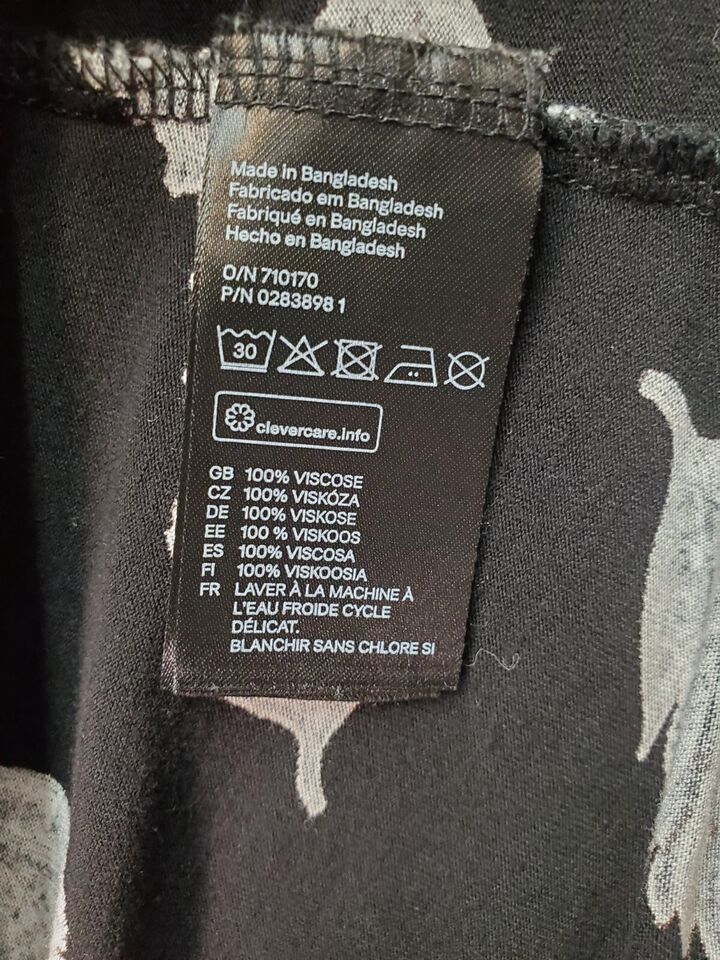 Made in Bangladesh
Fabricado em Bangladesh
Fabriqué en Bangladesh
Hecho en Bangladesh
O/N 710170
P/N 0283898 1
30
clevercare.info
GB 100% VISCOSE
CZ 100% VISKÓZA
DE 100% VISKOSE
EE 100 % VISKOOS
ES 100% VISCOSA
FI 100% VISKOOSIA
FR LAVER À LA MACHINE À
L'EAU FROIDE CYCLE
DÉLICAT.
BLANCHIR SANS CHLORE SI